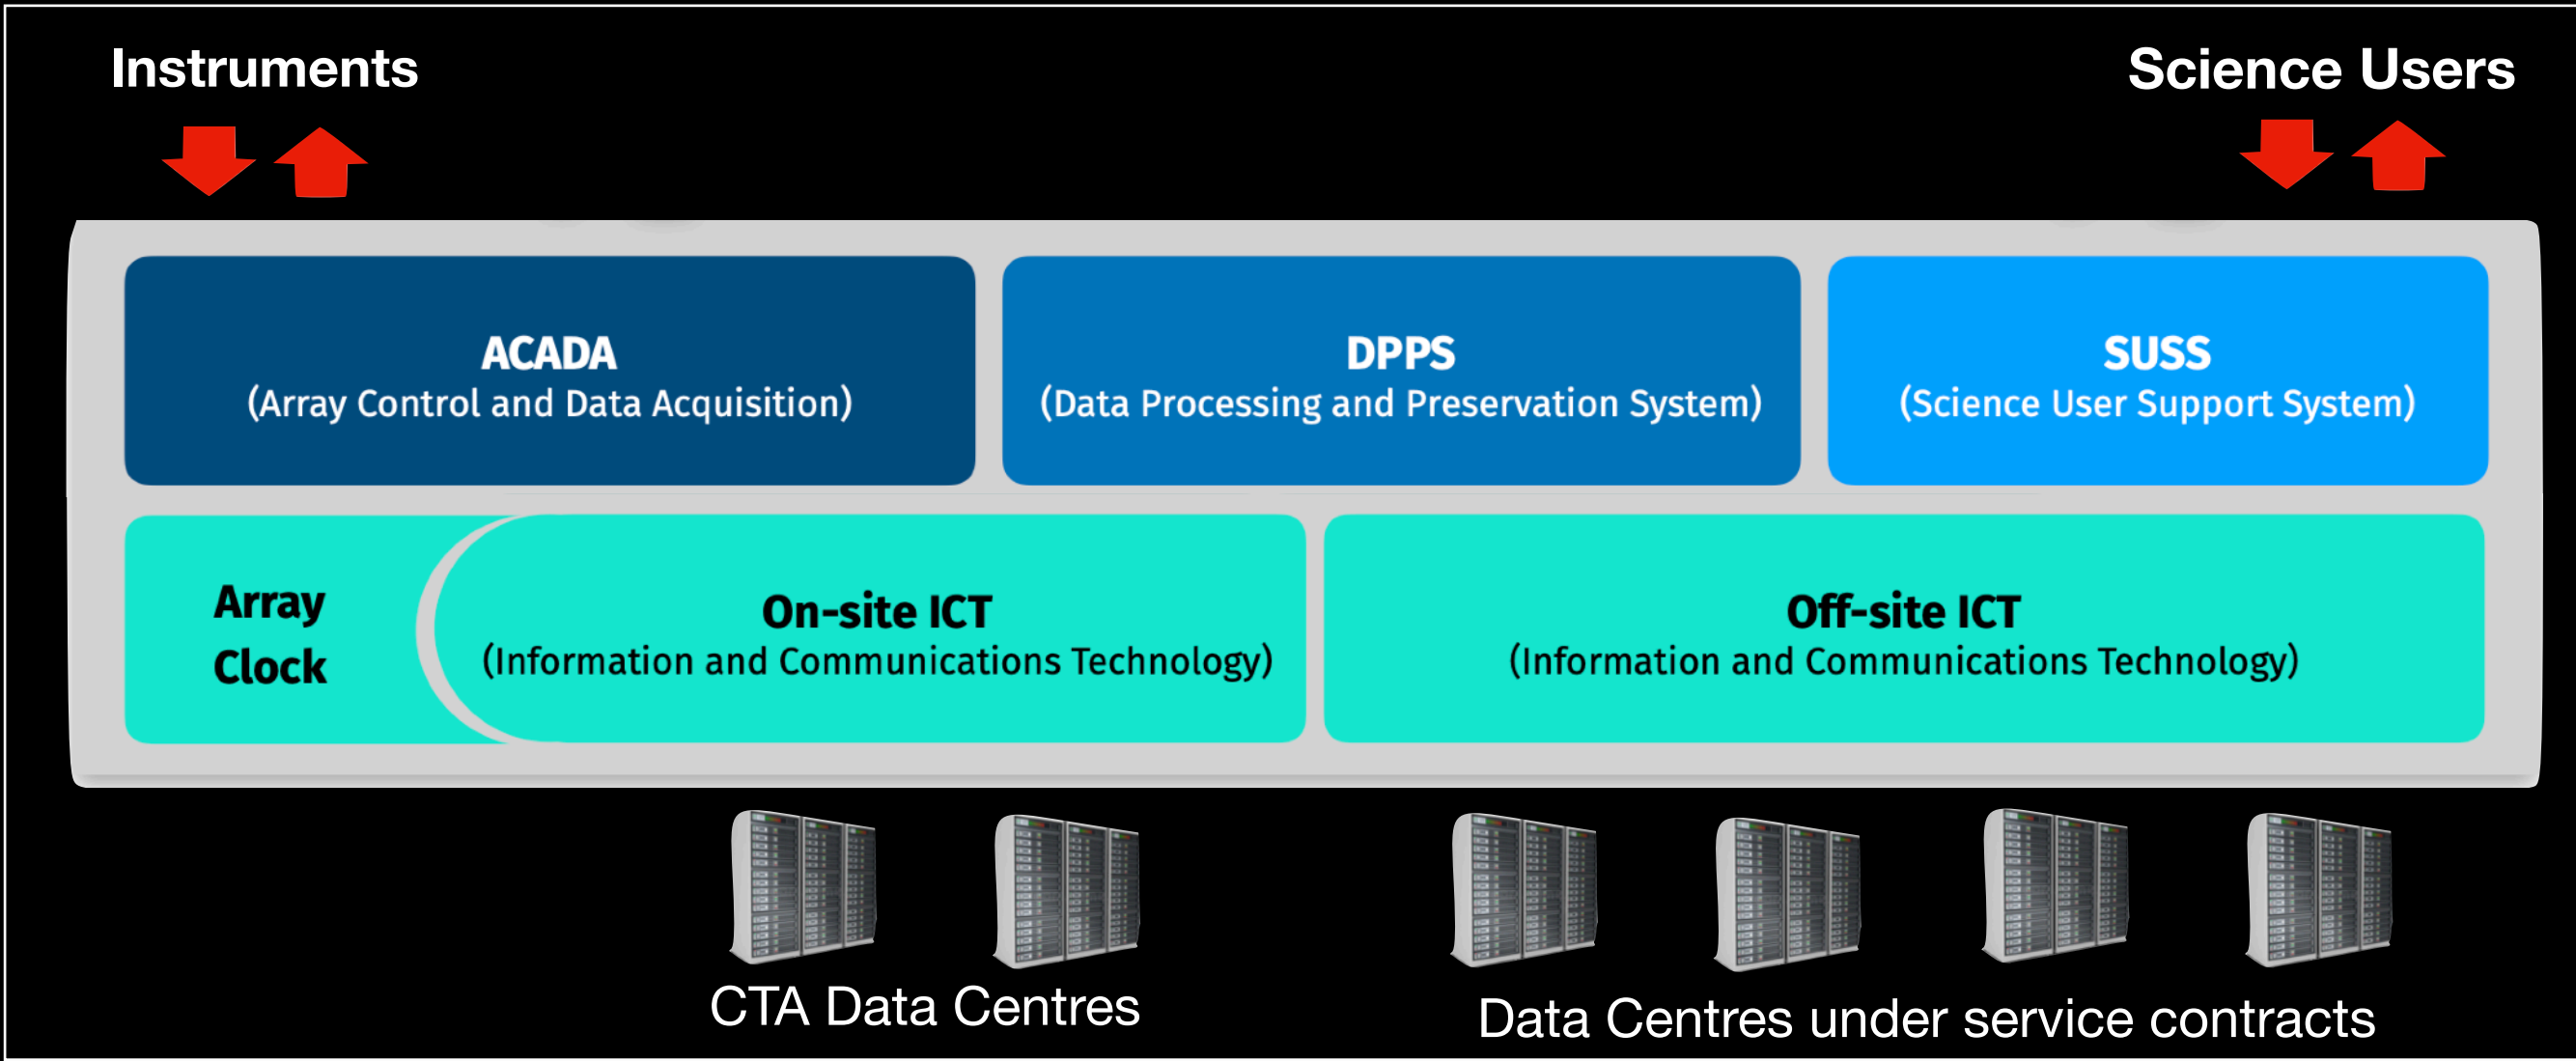 Instruments
Science Users
ACADA
(Array Control and Data Acquisition)
DPPS
(Data Processing and Preservation System)
SUSS
(Science User Support System)
Array
Clock
On-site ICT
(Information and Communications Technology)
Off-site ICT
(Information and Communications Technology)
CTA Data Centres
Data Centres under service contracts